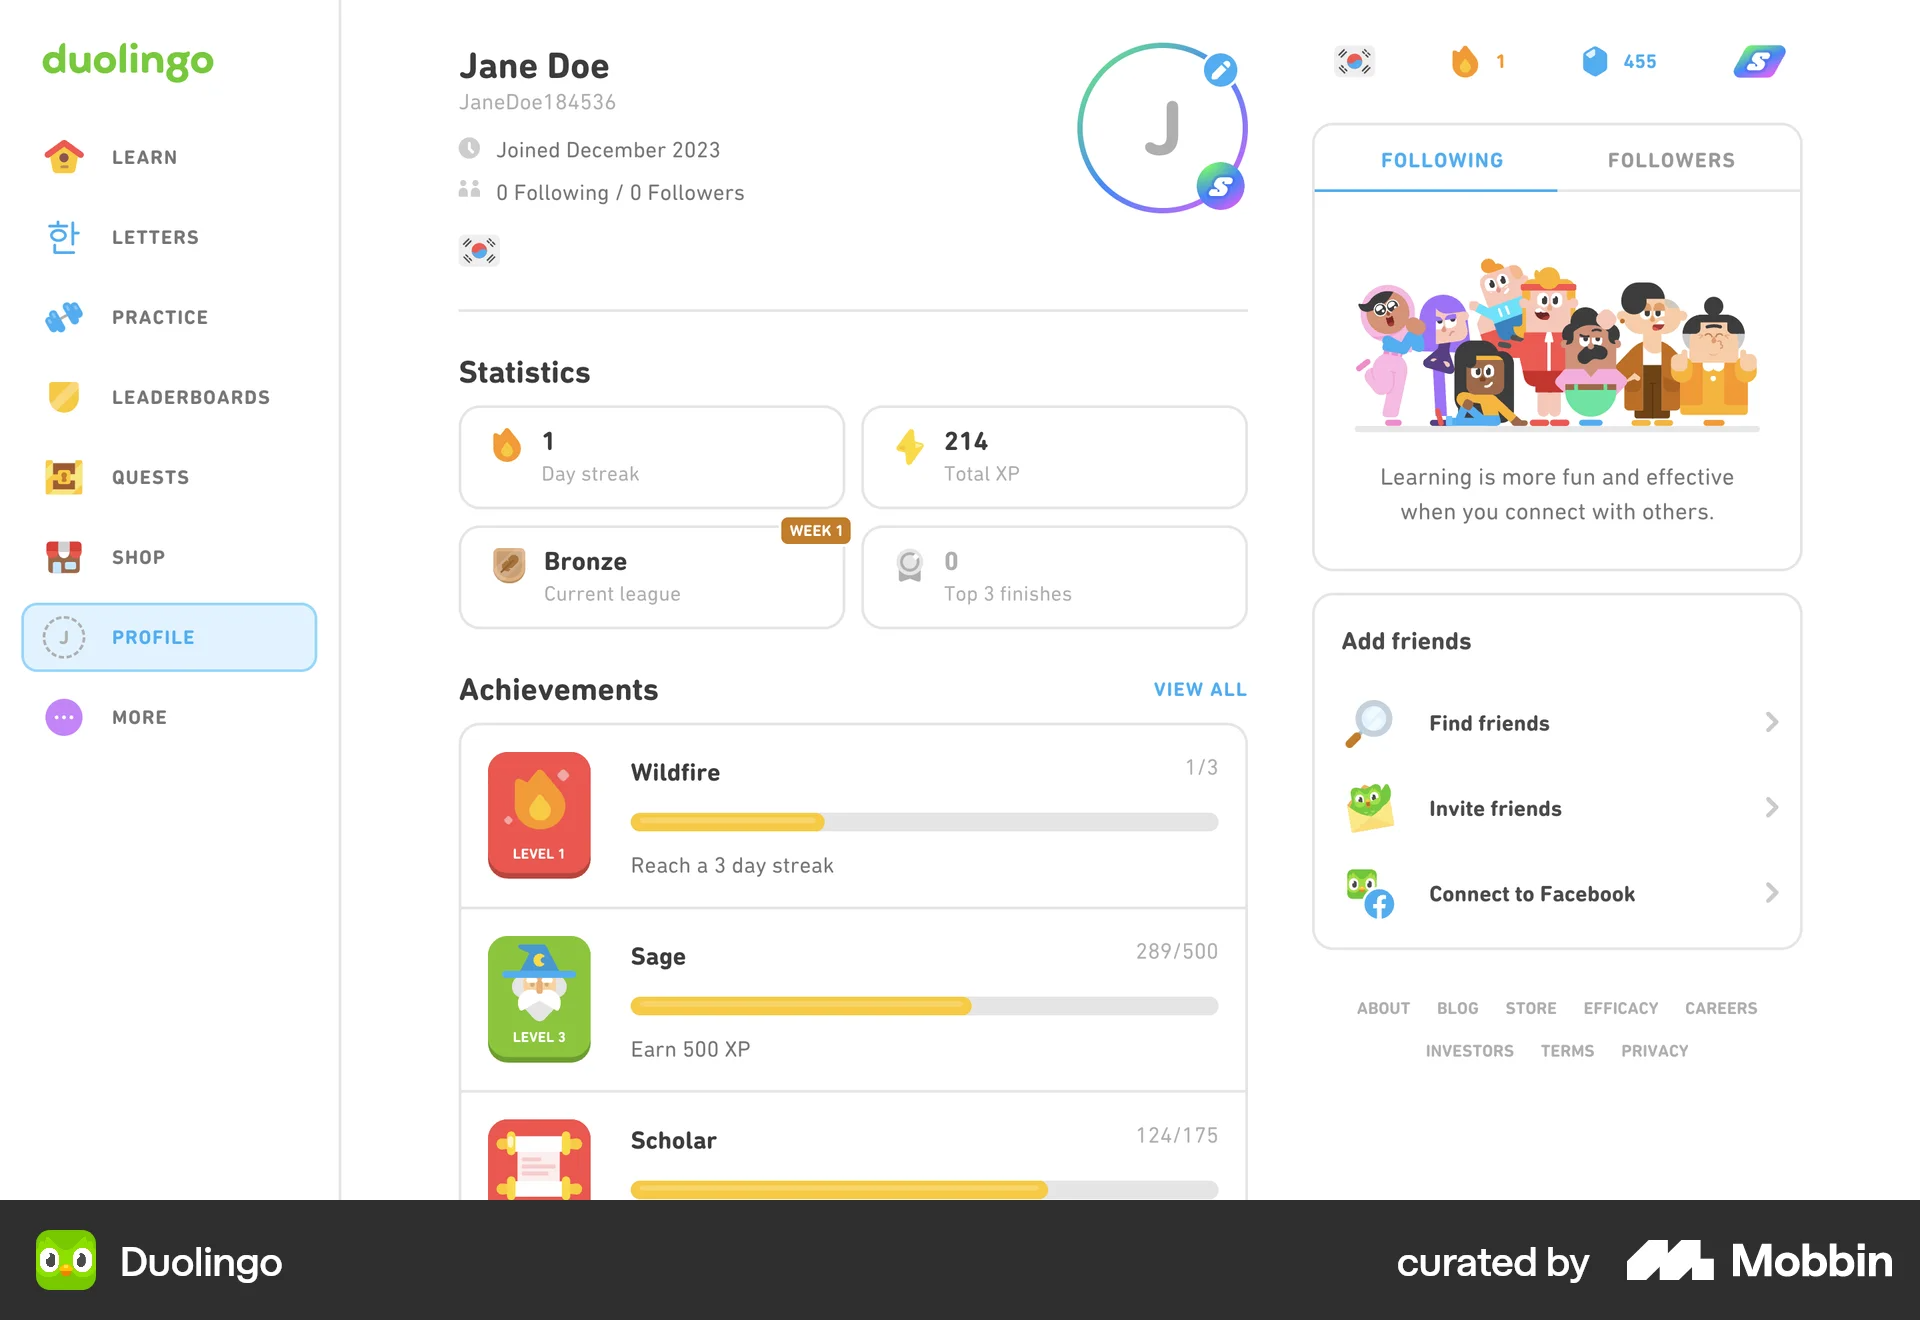 duolingo
LEARN
한
LETTERS
PRACTICE
LEADERBOARDS
QUESTS
SHOP
J
PROFILE
MORE
Jane Doe
JaneDoe184536
Joined December 2023
0 Following / 0 Followers
J
S
Statistics
1
Day streak
214
Total XP
WEEK 1
Bronze
Current league
0
Top 3 finishes
Achievements
VIEW ALL
Wildfire
1/3
LEVEL 1
Reach a 3 day streak
Sage
289/500
LEVEL 3
Earn 500 XP
Scholar
124/175
1
455
S
FOLLOWING
FOLLOWERS
Learning is more fun and effective
when you connect with others.
Add friends
Find friends
Invite friends
Connect to Facebook
ABOUT BLOG STORE EFFICACY CAREERS
INVESTORS TERMS PRIVACY
Duolingo
curated by Mobbin